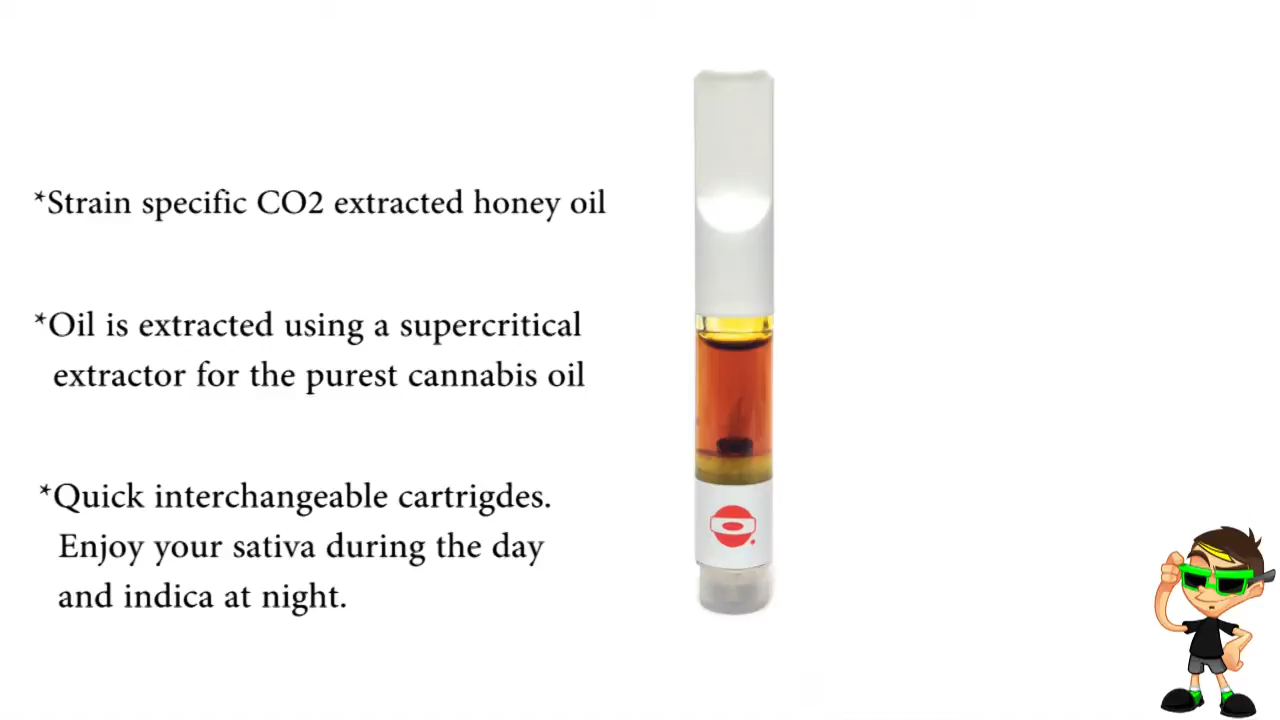 *Strain specific CO2 extracted honey oil
*Oil is extracted using a supercritical
extractor for the purest cannabis oil
*Quick interchangeable cartrigdes.
Enjoy your sativa during the day
and indica at night.